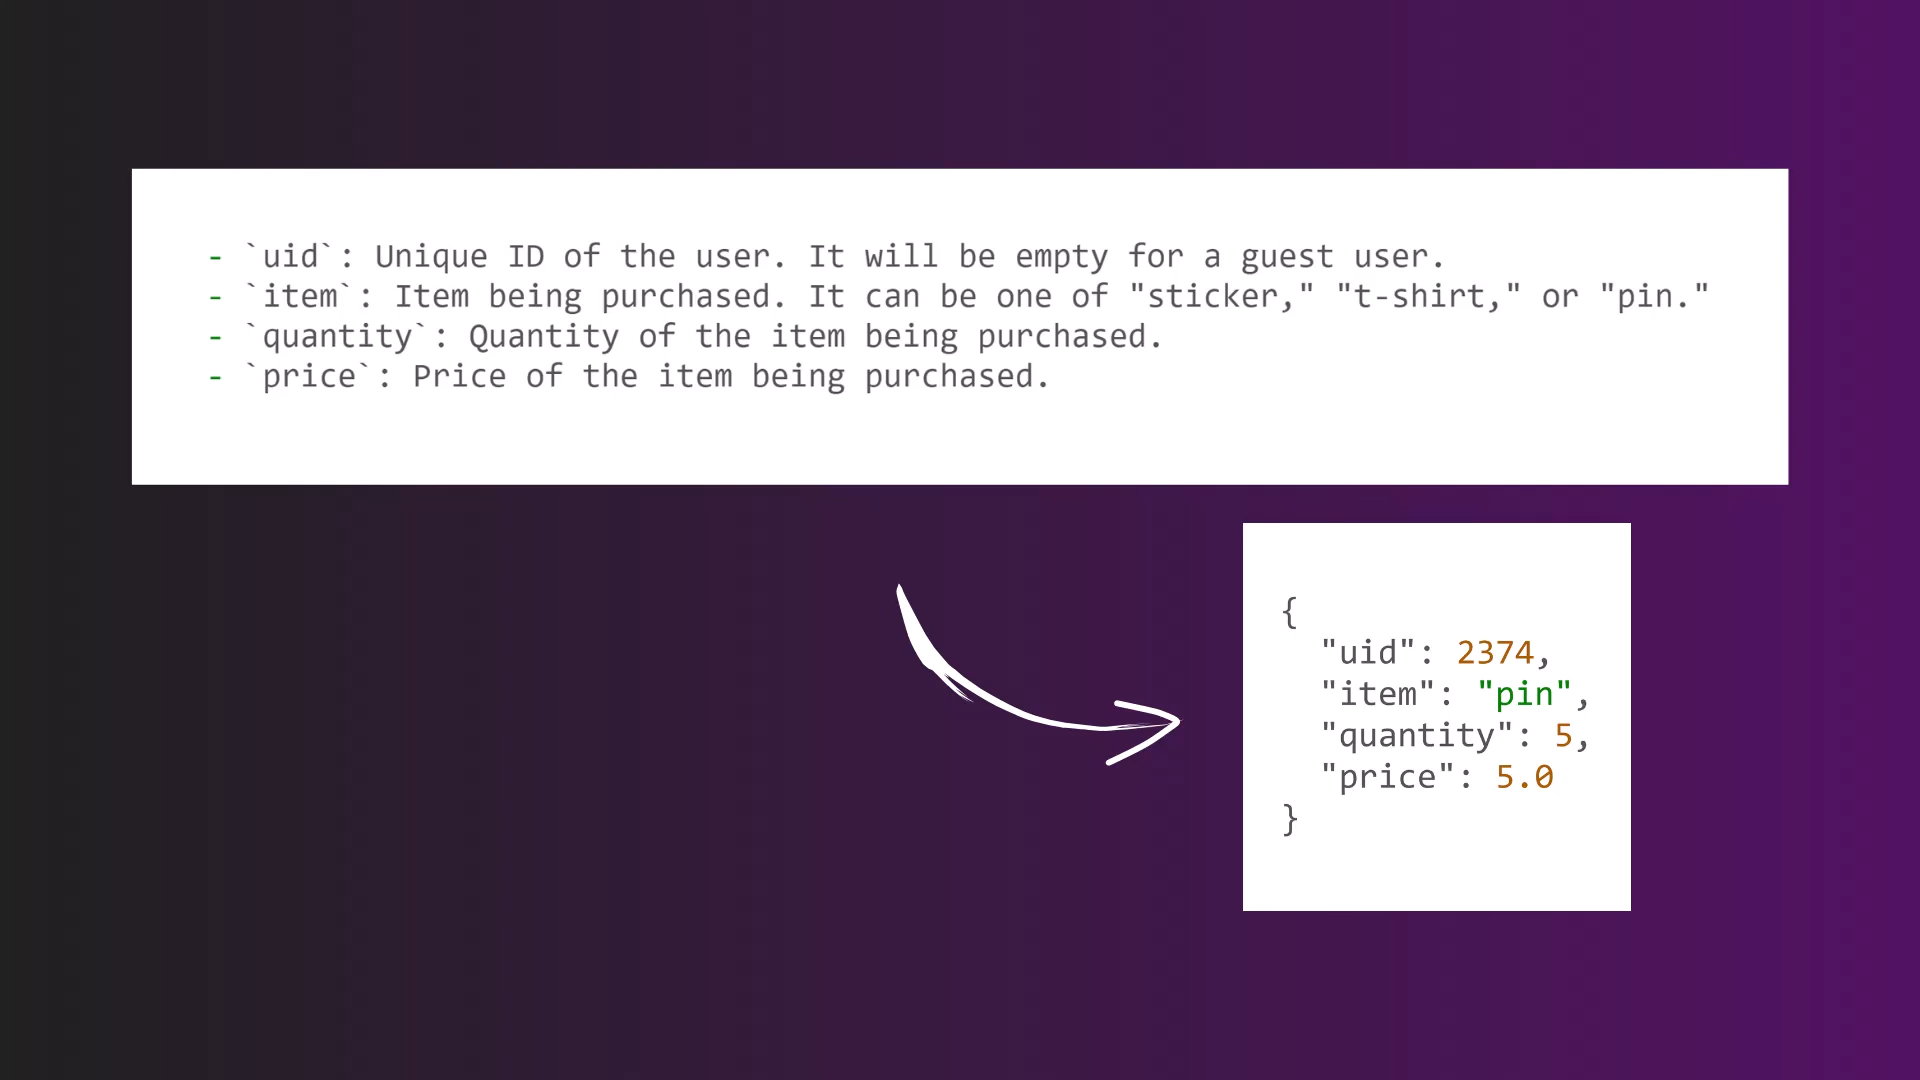 - `uid`: Unique ID of the user. It will be empty for a guest user.
- `item`: Item being purchased. It can be one of "sticker," "t-shirt," or "pin."
- `quantity`: Quantity of the item being purchased.
- `price`: Price of the item being purchased.
{
  "uid": 2374,
  "item": "pin",
  "quantity": 5,
  "price": 5.0
}